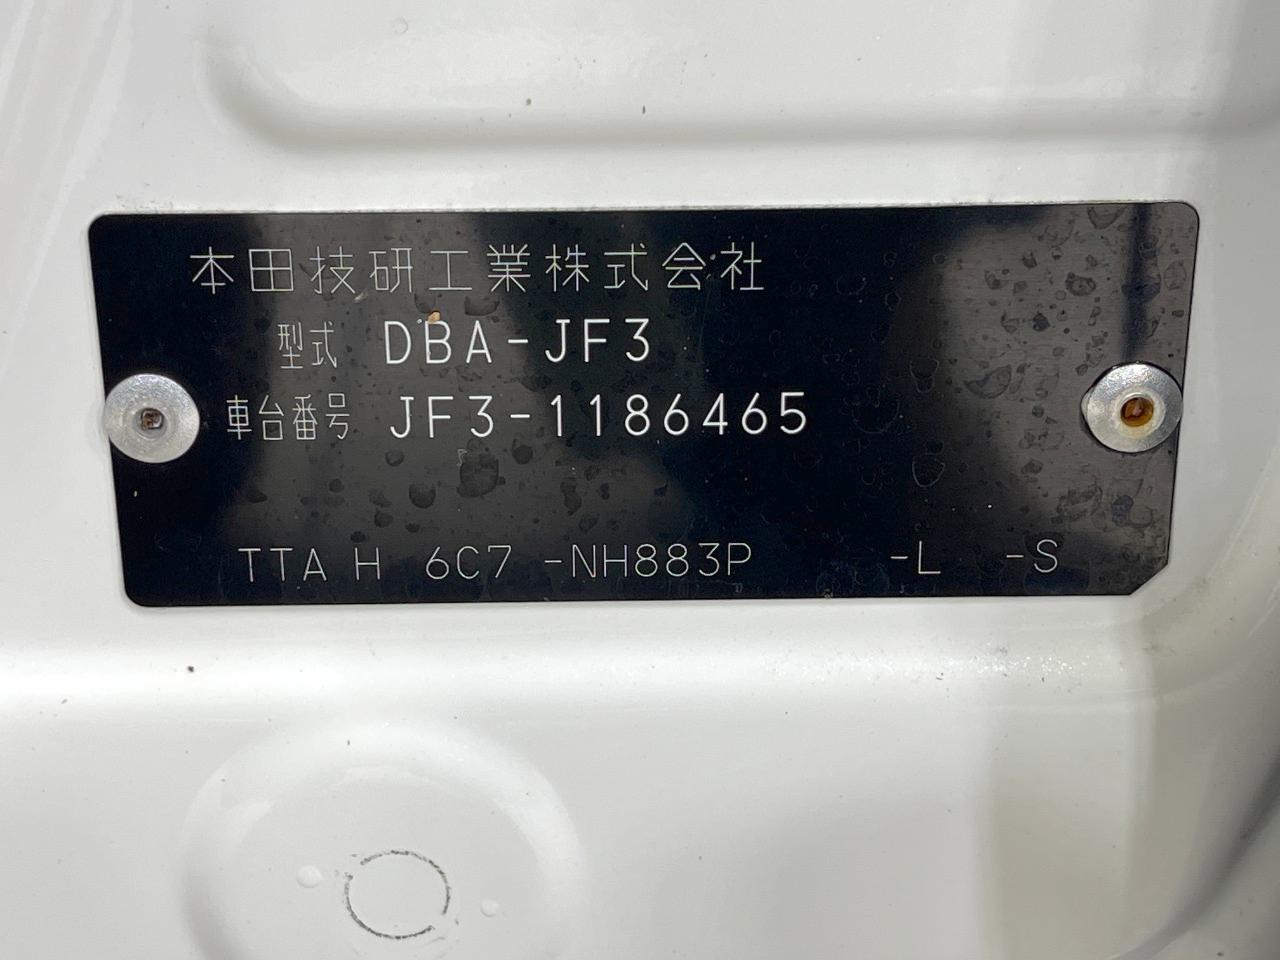 本田技研工業株式会社
型式 DBA-JF3
車台番号 JF3-1186465
TTA H 6C7 -NH883P -L -S